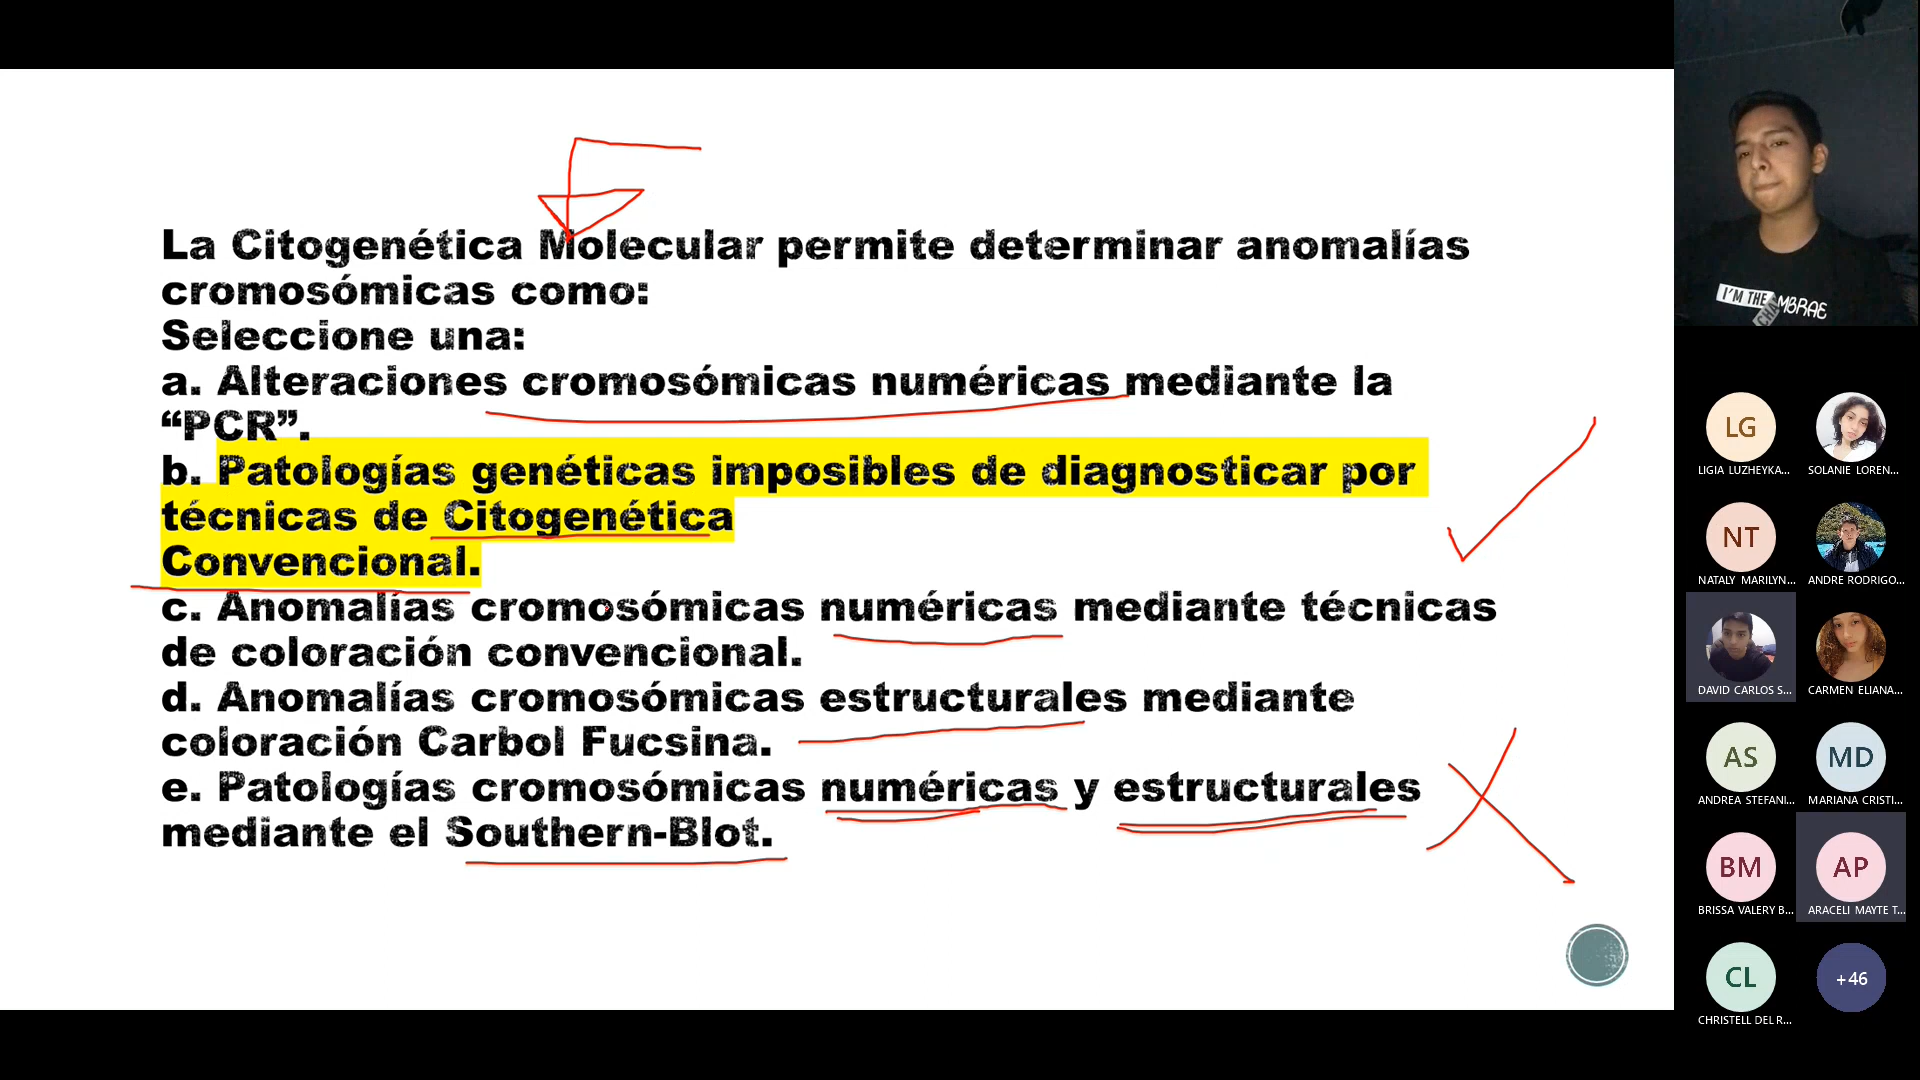 La Citogenética Molecular permite determinar anomalías
cromosómicas como:
Seleccione una:
a. Alteraciones cromosómicas numéricas mediante la
“PCR”.
b. Patologías genéticas imposibles de diagnosticar por
técnicas de Citogenética
Convencional.
c. Anomalías cromosómicas numéricas mediante técnicas
de coloración convencional.
d. Anomalías cromosómicas estructurales mediante
coloración Carbol Fucsina.
e. Patologías cromosómicas numéricas y estructurales
mediante el Southern-Blot.
I'M THE
LG
LIGIA LUZHEYKA...
SOLANIE LOREN...
NT
NATALY MARILYN...
ANDRE RODRIGO...
DAVID CARLOS S...
CARMEN ELIANA...
AS
ANDREA STEFANI...
MD
MARIANA CRISTI...
BM
BRISSA VALERY B...
AP
ARACELI MAYTE T...
CL
CHRISTELL DEL R...
+46